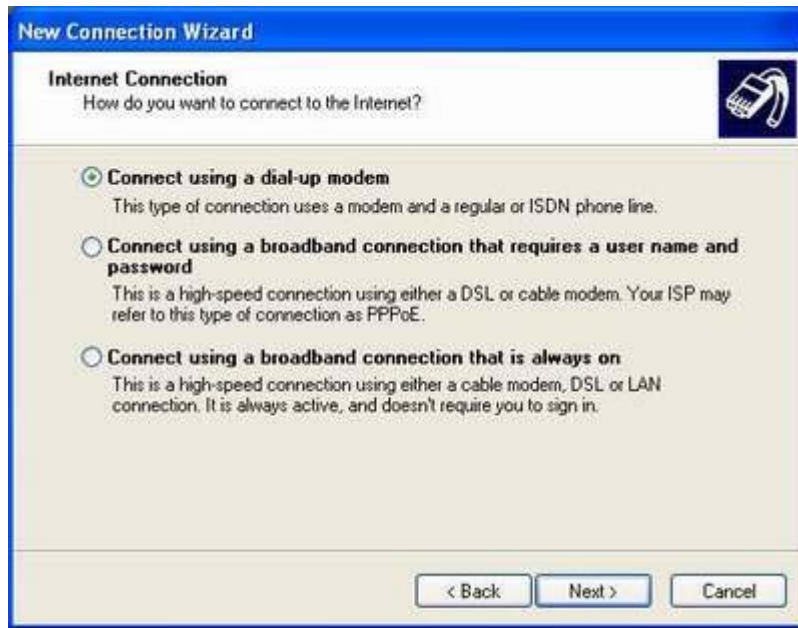 New Connection Wizard
Internet Connection
How do you want to connect to the Internet?
Connect using a dial-up modem
This type of connection uses a modem and a regular or ISDN phone line.
Connect using a broadband connection that requires a user name and
password
This is a high-speed connection using either a DSL or cable modem. Your ISP may
refer to this type of connection as PPPoE.
Connect using a broadband connection that is always on
This is a high-speed connection using either a cable modem, DSL or LAN
connection. It is always active, and doesn't require you to sign in.
< Back Next > Cancel